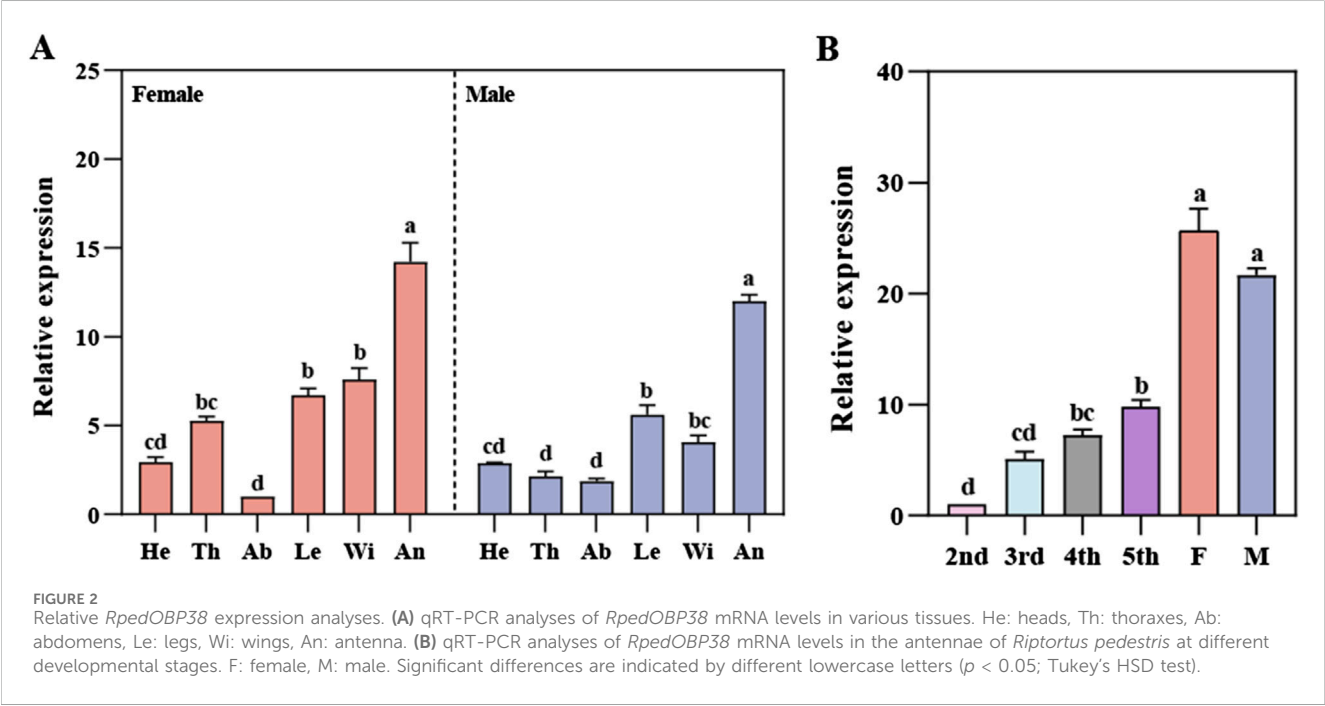 A
B
25
20
15
10
5
0
Relative expression
Female
Male
cd
bc
d
b
b
a
cd
d
d
b
bc
a
He Th Ab Le Wi An He Th Ab Le Wi An
40
30
20
10
0
Relative expression
d
cd
bc
b
a
a
2nd 3rd 4th 5th F M
FIGURE 2
Relative RpedOBP38 expression analyses. (A) qRT-PCR analyses of RpedOBP38 mRNA levels in various tissues. He: heads, Th: thoraxes, Ab:
abdomens, Le: legs, Wi: wings, An: antenna. (B) qRT-PCR analyses of RpedOBP38 mRNA levels in the antennae of Riptortus pedestris at different
developmental stages. F: female, M: male. Significant differences are indicated by different lowercase letters (p < 0.05; Tukey’s HSD test).